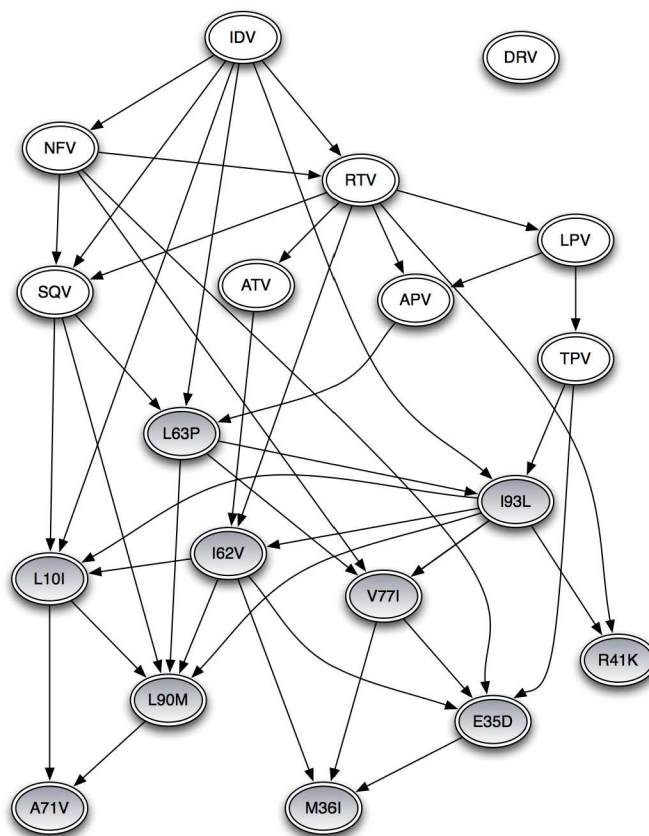 IDV
DRV
NFV
RTV
LPV
SQV
ATV
APV
TPV
L63P
I93L
I62V
L10I
V77I
R41K
L90M
E35D
A71V
M36I